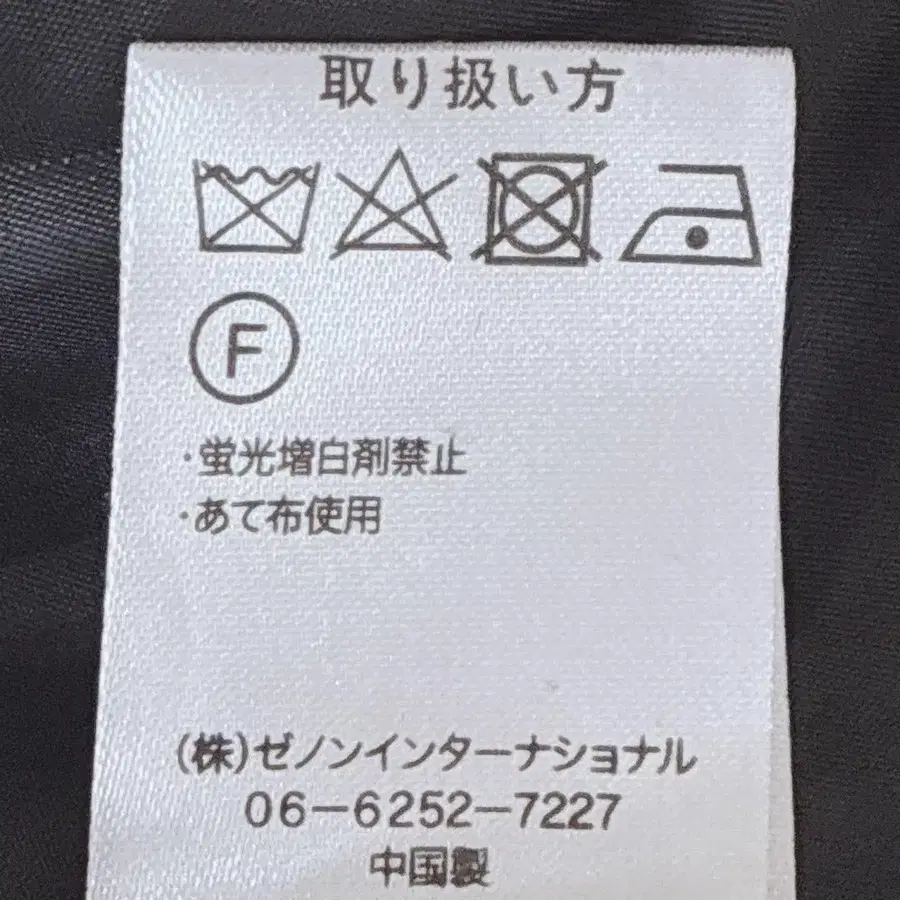 取り扱い方
F
・蛍光増白剤禁止
・あて布使用
(株)ゼノンインターナショナル
06-6252-7227
中国製